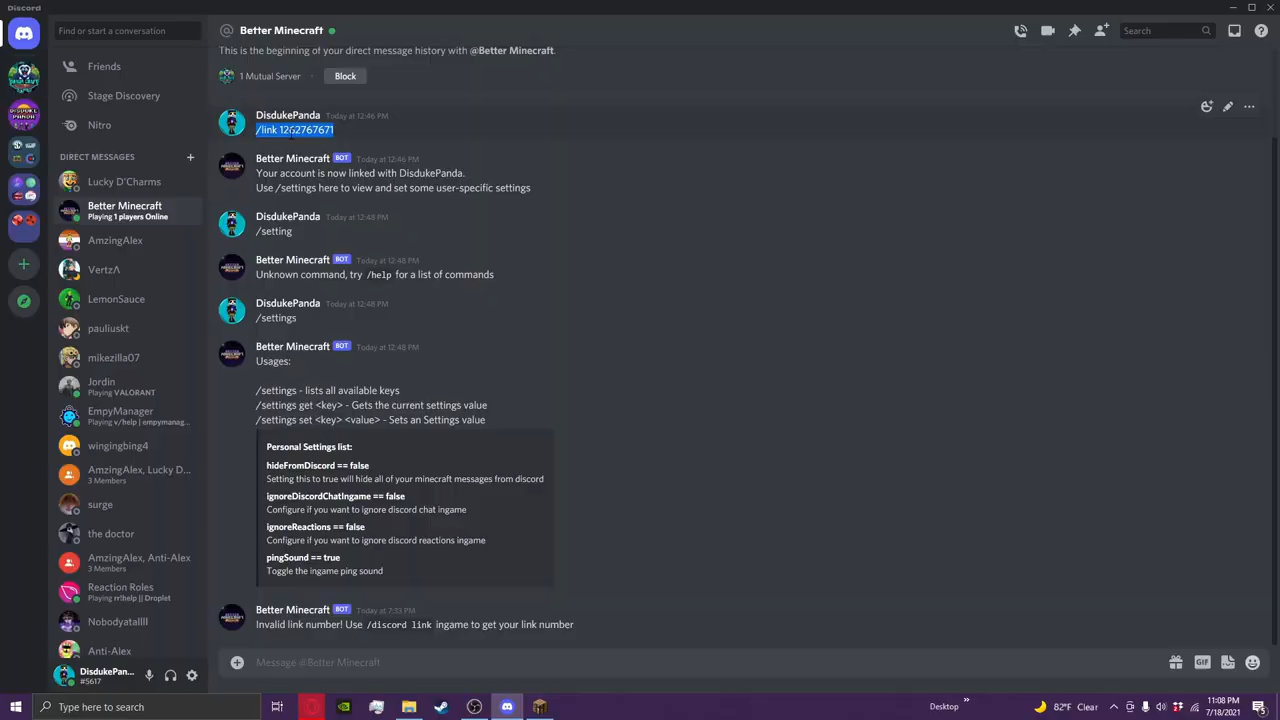 Discord
Find or start a conversation
@ Better Minecraft
Search
This is the beginning of your direct message history with @Better Minecraft.
1 Mutual Server
Block
Friends
Stage Discovery
Nitro
DIRECT MESSAGES
Lucky D'Charms
Better Minecraft
Playing 1 players Online
AmzingAlex
VertzΛ
LemonSauce
pauliuskt
mikezilla07
Jordin
Playing VALORANT
EmpyManager
Playing v/help | empymanag...
wingingbing4
AmzingAlex, Lucky D...
3 Members
surge
the doctor
AmzingAlex, Anti-Alex
3 Members
Reaction Roles
Playing rr!help || Droplet
Nobodyatallll
Anti-Alex
DisdukePan...
#5617
DisdukePanda Today at 12:46 PM
/link 1262767671
Better Minecraft BOT Today at 12:46 PM
Your account is now linked with DisdukePanda.
Use /settings here to view and set some user-specific settings
DisdukePanda Today at 12:48 PM
/setting
Better Minecraft BOT Today at 12:48 PM
Unknown command, try /help for a list of commands
DisdukePanda Today at 12:48 PM
/settings
Better Minecraft BOT Today at 12:48 PM
Usages:
/settings - lists all available keys
/settings get <key> - Gets the current settings value
/settings set <key> <value> - Sets an Settings value
Personal Settings list:
hideFromDiscord == false
Setting this to true will hide all of your minecraft messages from discord
ignoreDiscordChatIngame == false
Configure if you want to ignore discord chat ingame
ignoreReactions == false
Configure if you want to ignore discord reactions ingame
pingSound == true
Toggle the ingame ping sound
Better Minecraft BOT Today at 7:33 PM
Invalid link number! Use /discord link ingame to get your link number
Message @Better Minecraft
GIF
Type here to search
Desktop
82°F Clear
11:08 PM
7/18/2021